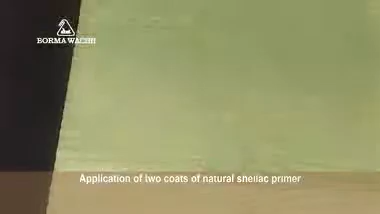 BORMA WACHS
Application of two coats of natural shellac primer